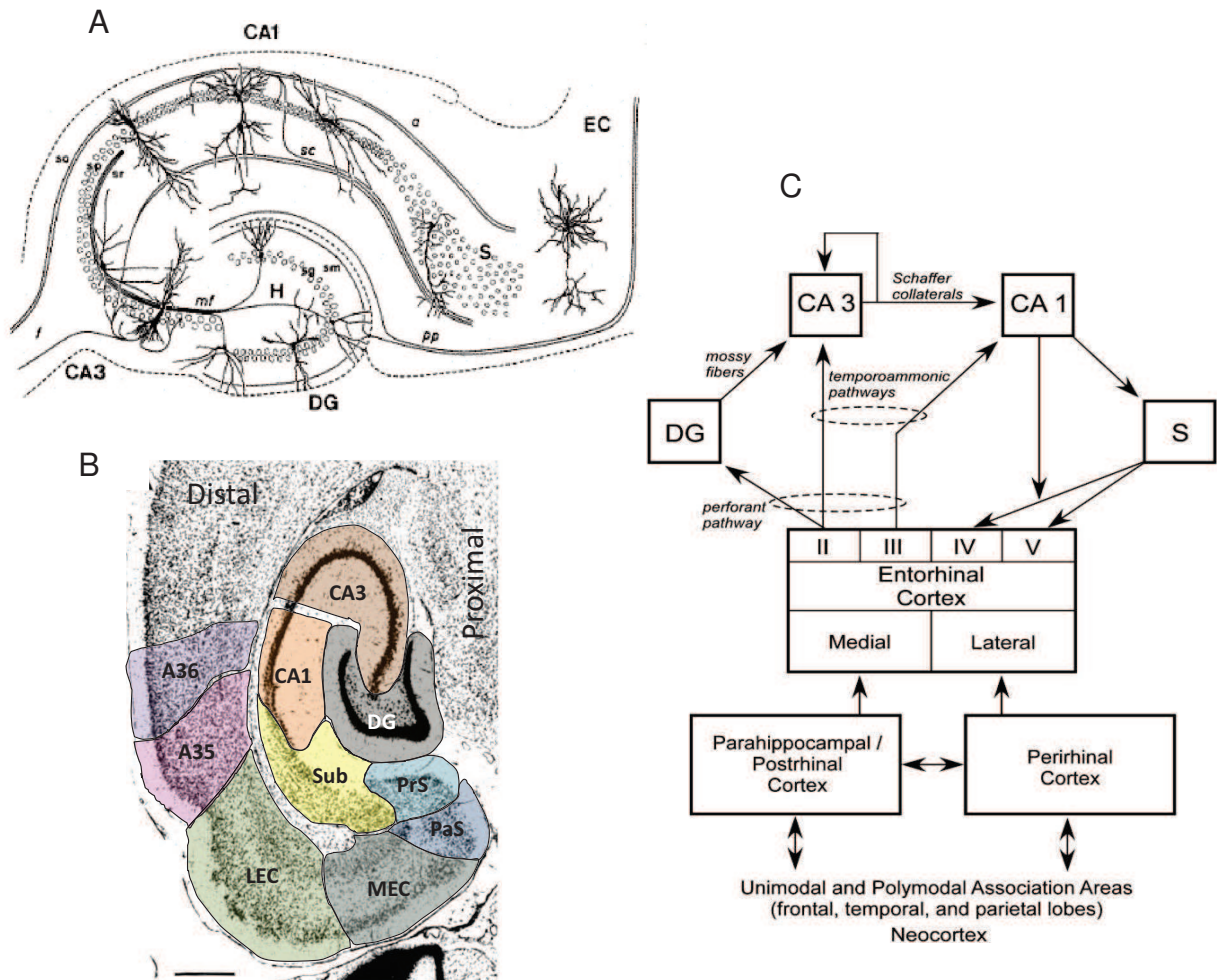 A
CA1
a
EC
so
sp
sr
sc
S
sg
sm
H
mf
f
pp
CA3
DG
B
Distal
Proximal
CA3
A36
CA1
DG
A35
Sub
PrS
PaS
LEC
MEC
C
CA 3
Schaffer
collaterals
CA 1
mossy
fibers
temporoammonic
pathways
DG
S
perforant
pathway
II
III
IV
V
Entorhinal
Cortex
Medial
Lateral
Parahippocampal /
Postrhinal
Cortex
Perirhinal
Cortex
Unimodal and Polymodal Association Areas
(frontal, temporal, and parietal lobes)
Neocortex